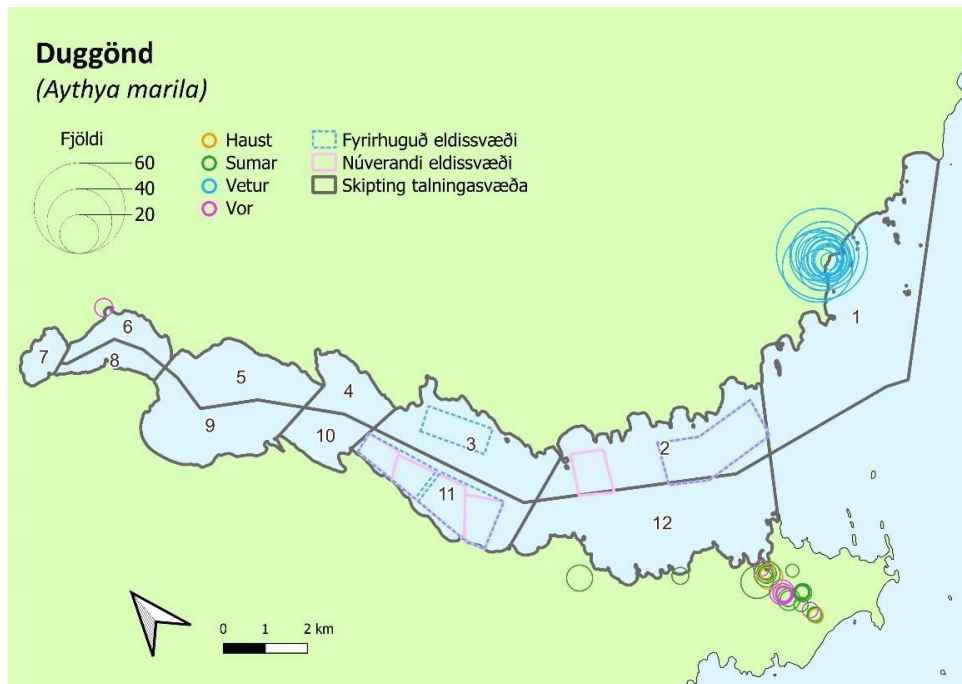 Duggönd
(Aythya marila)
Fjöldi
60
40
20
Haust
Sumar
Vetur
Vor
Fyrirhuguð eldissvæði
Núverandi eldissvæði
Skipting talningasvæða
1
6
7
8
5
4
9
10
3
2
11
12
0 1 2 km